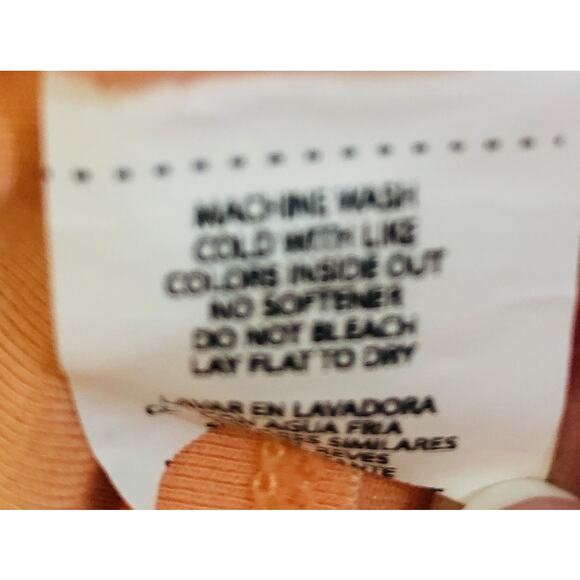 MACHINE WASH
COLD WITH LIKE
COLORS INSIDE OUT
NO SOFTENER
DO NOT BLEACH
LAY FLAT TO DRY
LAVAR EN LAVADORA
CON AGUA FRIA
SIMILARES